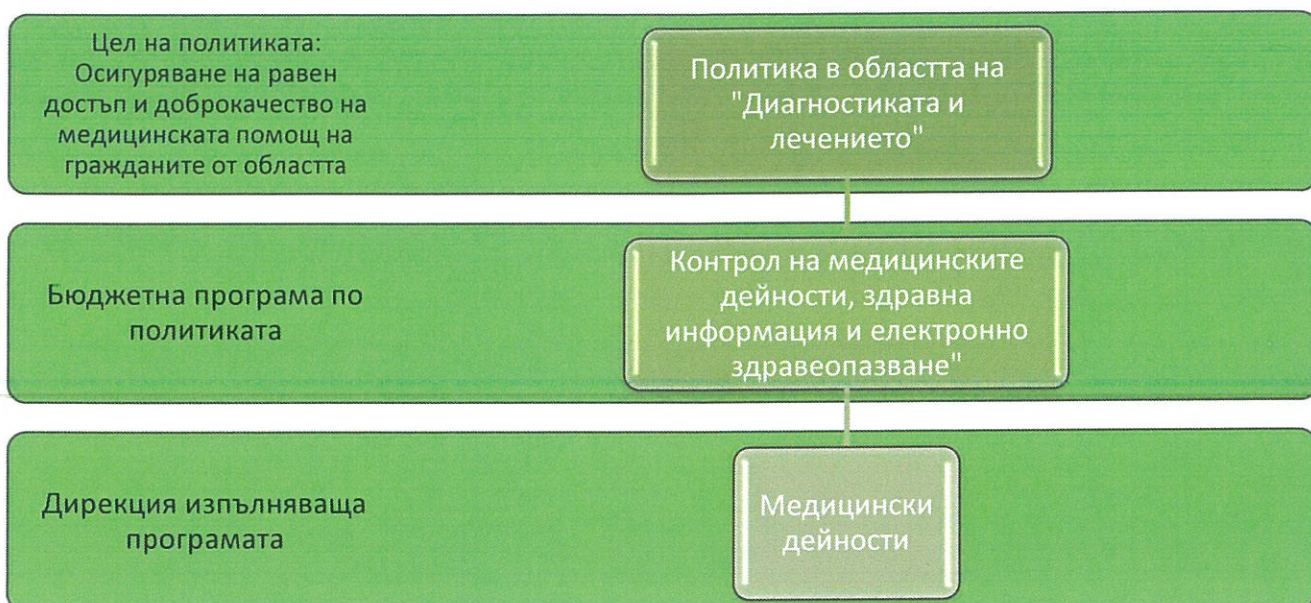 Цел на политиката:
Осигуряване на равен
достъп и доброкачество на
медицинската помощ на
гражданите от областта
Политика в областта на
"Диагностиката и
лечението"
Бюджетна програма по
политиката
Контрол на медицинските
дейности, здравна
информация и електронно
здравеопазване"
Дирекция изпълняваща
програмата
Медицински
дейности